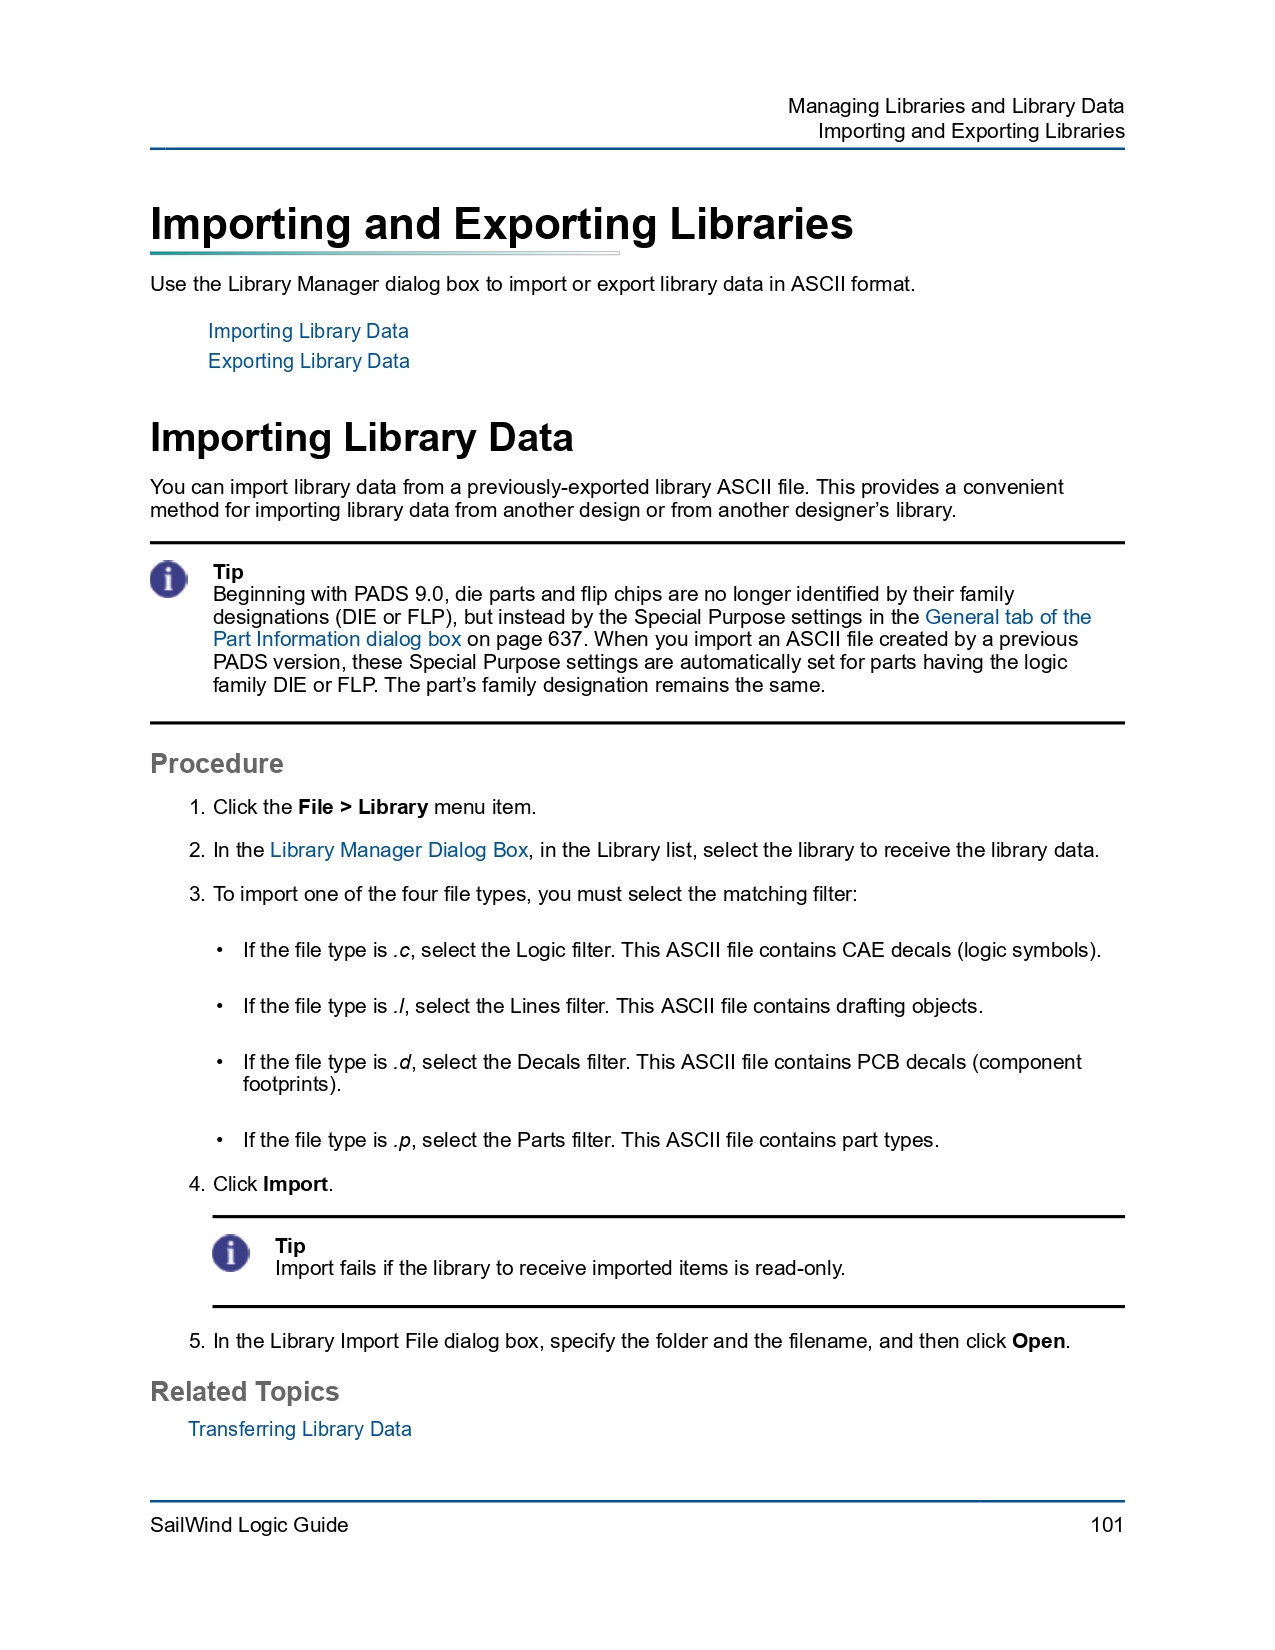 Managing Libraries and Library Data
Importing and Exporting Libraries
Importing and Exporting Libraries
Use the Library Manager dialog box to import or export library data in ASCII format.
Importing Library Data
Exporting Library Data
Importing Library Data
You can import library data from a previously-exported library ASCII file. This provides a convenient
method for importing library data from another design or from another designer’s library.
Tip
Beginning with PADS 9.0, die parts and flip chips are no longer identified by their family
designations (DIE or FLP), but instead by the Special Purpose settings in the General tab of the
Part Information dialog box on page 637. When you import an ASCII file created by a previous
PADS version, these Special Purpose settings are automatically set for parts having the logic
family DIE or FLP. The part’s family designation remains the same.
Procedure
1. Click the File > Library menu item.
2. In the Library Manager Dialog Box, in the Library list, select the library to receive the library data.
3. To import one of the four file types, you must select the matching filter:
• If the file type is .c, select the Logic filter. This ASCII file contains CAE decals (logic symbols).
• If the file type is .l, select the Lines filter. This ASCII file contains drafting objects.
• If the file type is .d, select the Decals filter. This ASCII file contains PCB decals (component
footprints).
• If the file type is .p, select the Parts filter. This ASCII file contains part types.
4. Click Import.
Tip
Import fails if the library to receive imported items is read-only.
5. In the Library Import File dialog box, specify the folder and the filename, and then click Open.
Related Topics
Transferring Library Data
SailWind Logic Guide
101